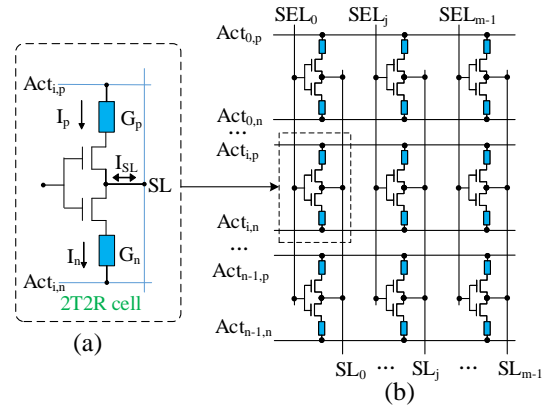 SEL0 SELj SELm-1
Act0,p
Acti,p
Ip
Gp
ISL
SL
In
Gn
Acti,n
2T2R cell
(a)
Act0,n
...
Acti,p
Acti,n
...
Actn-1,p
Actn-1,n
SL0 ... SLj ... SLm-1
(b)